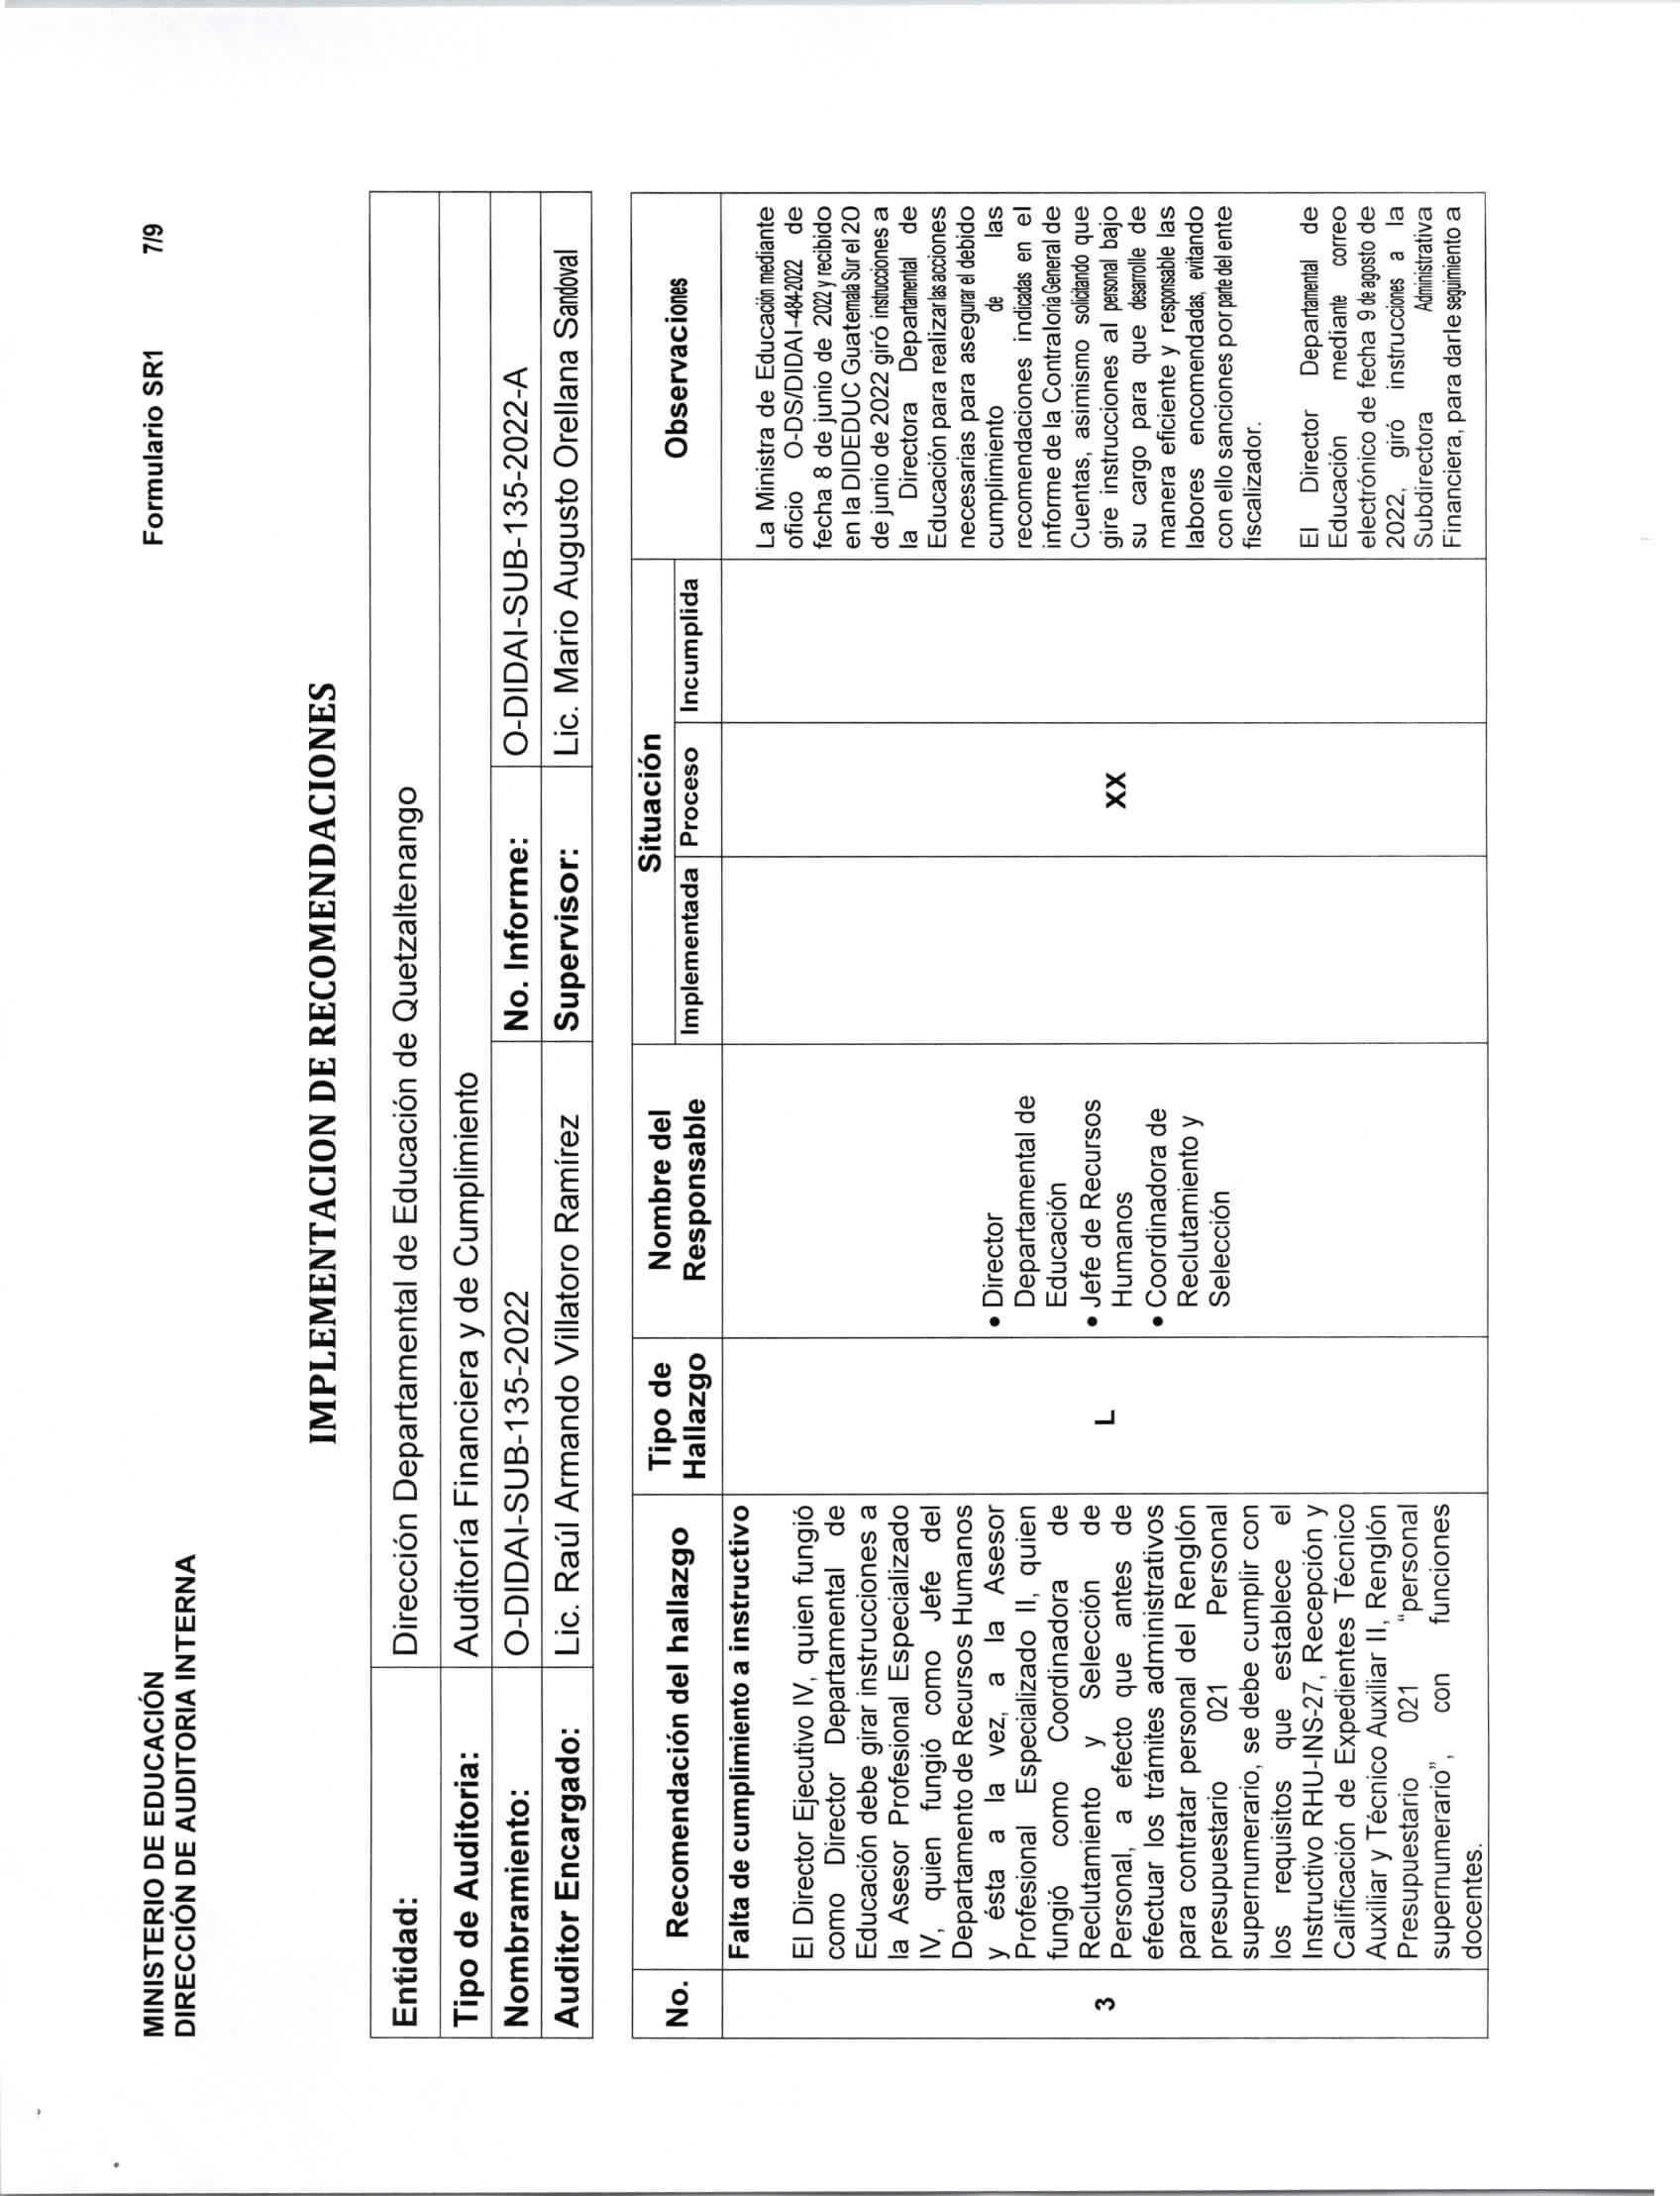 MINISTERIO DE EDUCACIÓN
DIRECCIÓN DE AUDITORIA INTERNA
Formulario SR1 7/9
IMPLEMENTACION DE RECOMENDACIONES
Entidad: Dirección Departamental de Educación de Quetzaltenango
Tipo de Auditoria: Auditoría Financiera y de Cumplimiento
Nombramiento: O-DIDAI-SUB-135-2022 No. Informe: O-DIDAI-SUB-135-2022-A
Auditor Encargado: Lic. Raúl Armando Villatoro Ramírez Supervisor: Lic. Mario Augusto Orellana Sandoval
No.
Recomendación del hallazgo
Tipo de
Hallazgo
Nombre del
Responsable
Situación
Implementada Proceso Incumplida
Observaciones
3
Falta de cumplimiento a instructivo
El Director Ejecutivo IV, quien fungió
como Director Departamental de
Educación debe girar instrucciones a
la Asesor Profesional Especializado
IV, quien fungió como Jefe del
Departamento de Recursos Humanos
y ésta a la vez, a la Asesor
Profesional Especializado II, quien
fungió como Coordinadora de
Reclutamiento y Selección de
Personal, a efecto que antes de
efectuar los trámites administrativos
para contratar personal del Renglón
presupuestario 021 Personal
supernumerario, se debe cumplir con
los requisitos que establece el
Instructivo RHU-INS-27, Recepción y
Calificación de Expedientes Técnico
Auxiliar y Técnico Auxiliar II, Renglón
Presupuestario 021 “personal
supernumerario”, con funciones
docentes.
L
• Director
Departamental de
Educación
• Jefe de Recursos
Humanos
• Coordinadora de
Reclutamiento y
Selección
XX
La Ministra de Educación mediante
oficio O-DS/DIDAI-484-2022 de
fecha 8 de junio de 2022 y recibido
en la DIDEDUC Guatemala Sur el 20
de junio de 2022 giró instrucciones a
la Directora Departamental de
Educación para realizar las acciones
necesarias para asegurar el debido
cumplimiento de las
recomendaciones indicadas en el
informe de la Contraloría General de
Cuentas, asimismo solicitando que
gire instrucciones al personal bajo
su cargo para que desarrolle de
manera eficiente y responsable las
labores encomendadas, evitando
con ello sanciones por parte del ente
fiscalizador.
El Director Departamental de
Educación mediante correo
electrónico de fecha 9 de agosto de
2022, giró instrucciones a la
Subdirectora Administrativa
Financiera, para darle seguimiento a